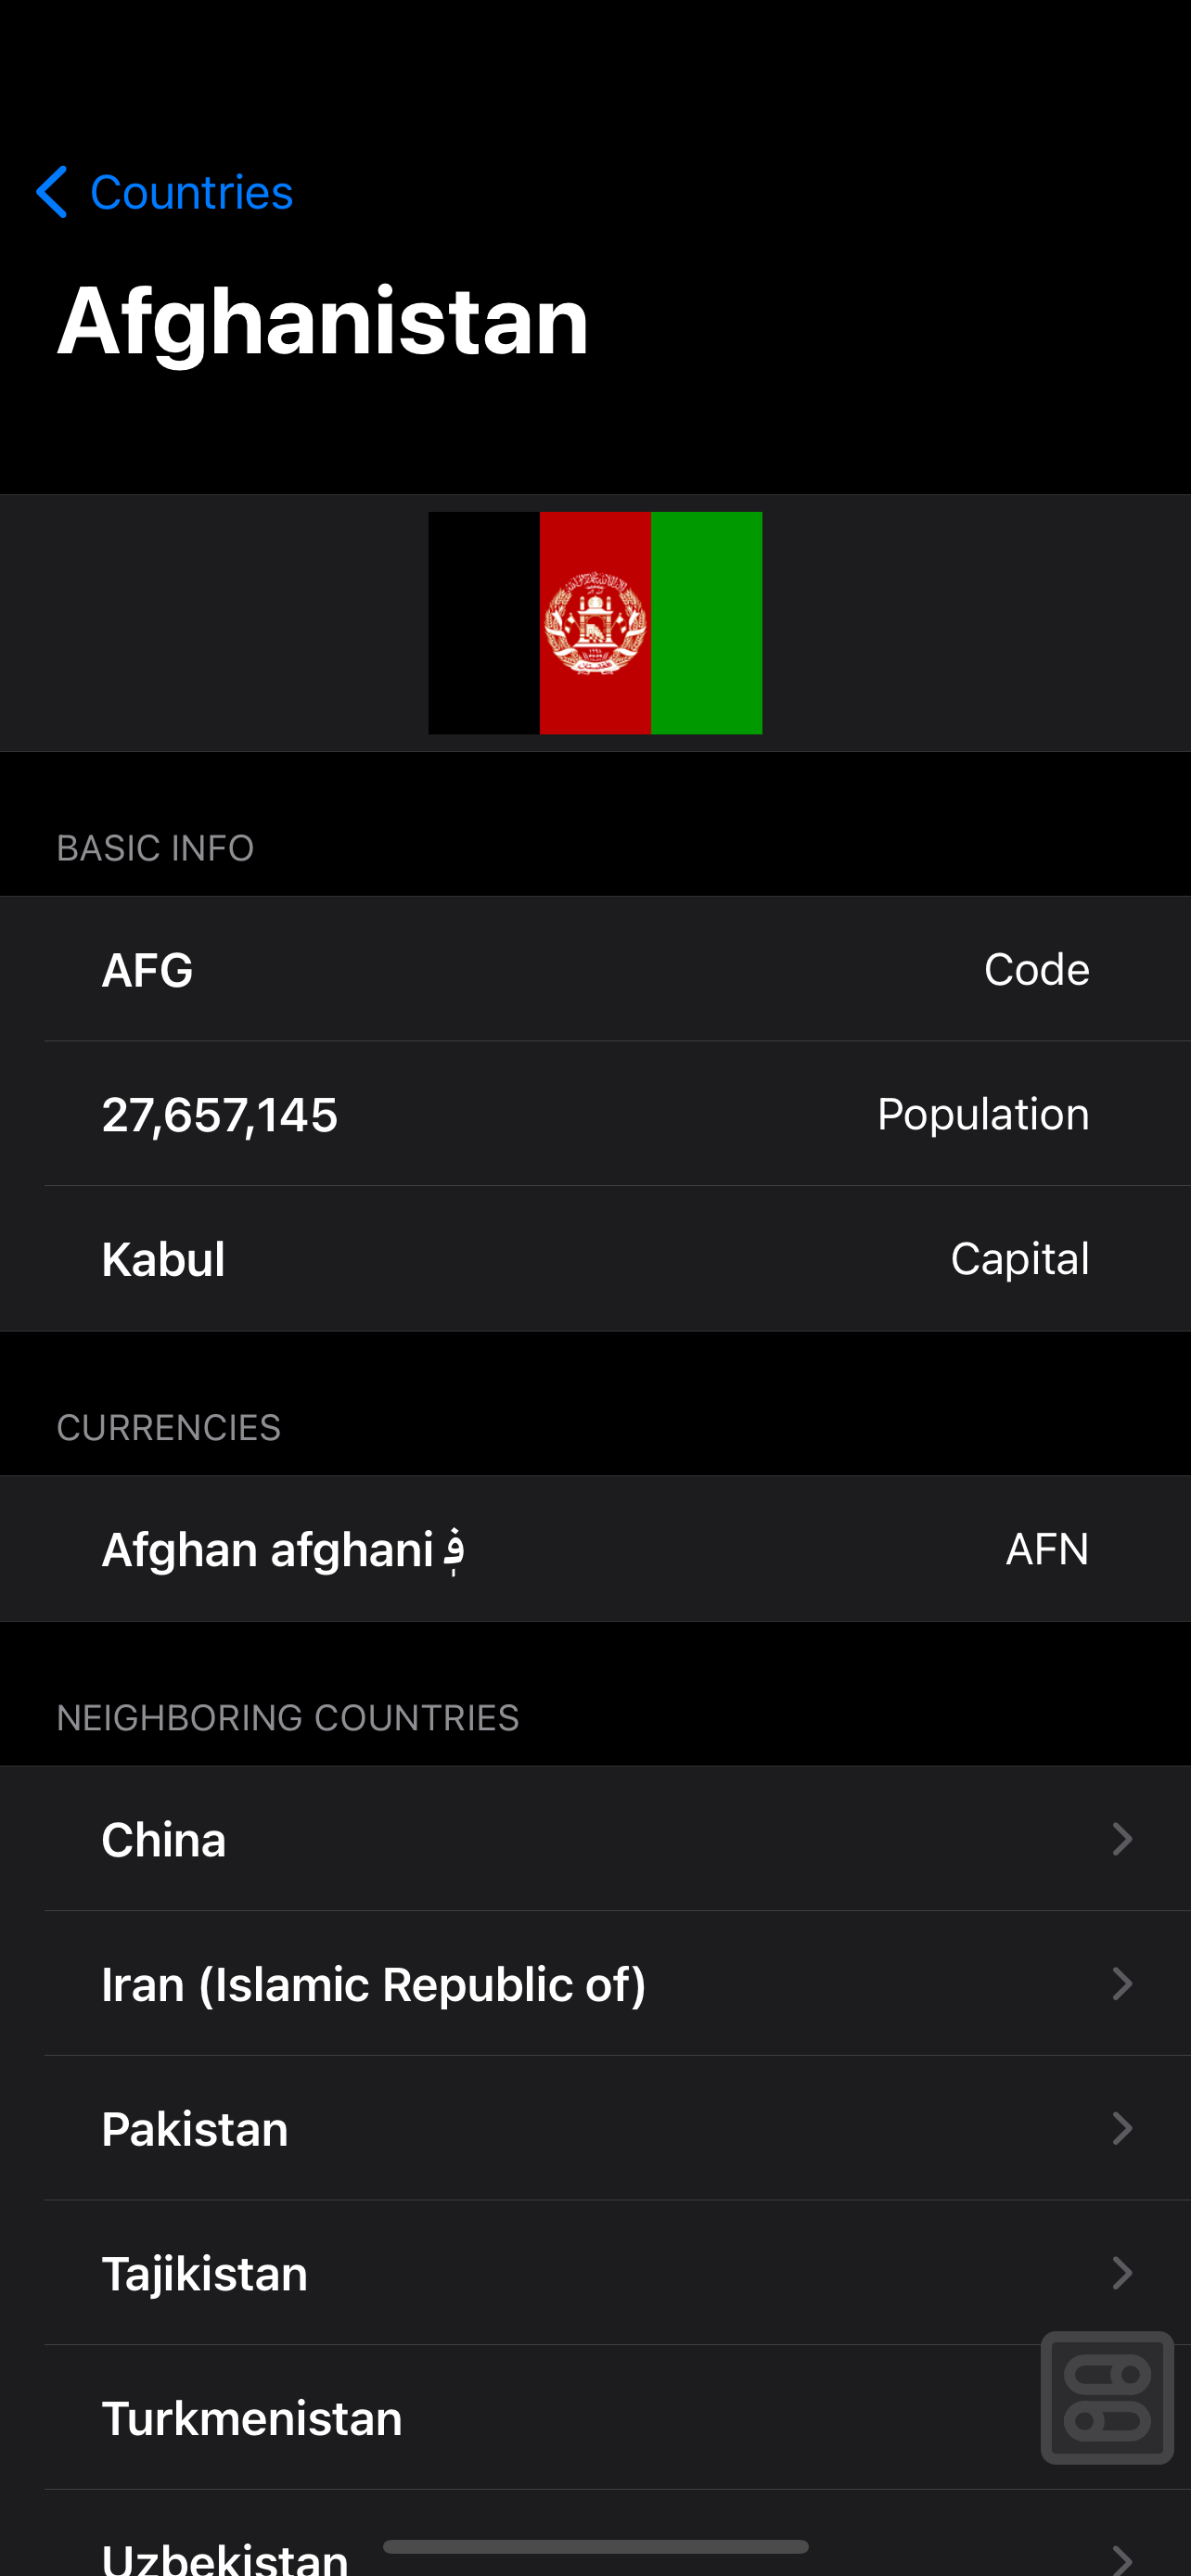 Countries
Afghanistan
BASIC INFO
AFG Code
27,657,145 Population
Kabul Capital
CURRENCIES
Afghan afghani ؋ AFN
NEIGHBORING COUNTRIES
China
Iran (Islamic Republic of)
Pakistan
Tajikistan
Turkmenistan
Uzbekistan